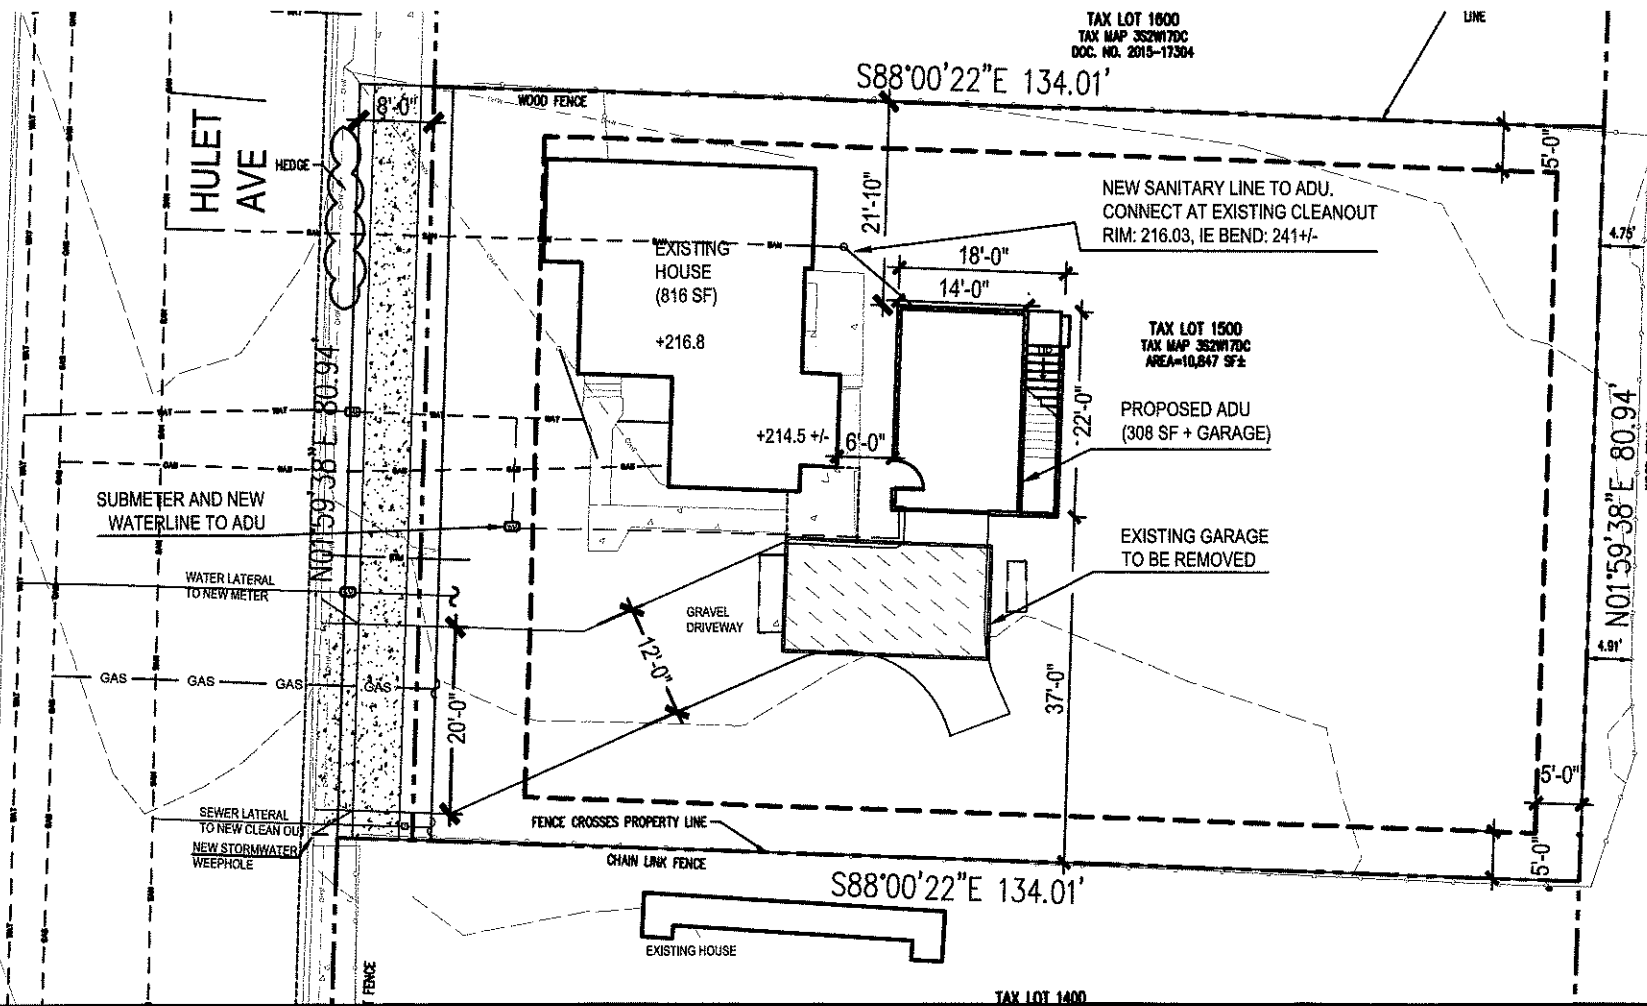 TAX LOT 1600
TAX MAP 3S2W17DC
DOC. NO. 2015-17304
LINE
S88°00'22"E 134.01'
8'-0"
WOOD FENCE
HULET
AVE
HEDGE
5'-0"
21'-10"
NEW SANITARY LINE TO ADU.
CONNECT AT EXISTING CLEANOUT
RIM: 216.03, IE BEND: 241+/-
4.75'
EXISTING
HOUSE
(816 SF)
+216.8
18'-0"
14'-0"
TAX LOT 1500
TAX MAP 3S2W17DC
AREA=10,847 SF±
22'-0"
PROPOSED ADU
(308 SF + GARAGE)
+214.5 +/-
6'-0"
N01°59'38"E 80.94'
N01°59'38"E 80.94'
SUBMETER AND NEW
WATERLINE TO ADU
EXISTING GARAGE
TO BE REMOVED
WATER LATERAL
TO NEW METER
GRAVEL
DRIVEWAY
12'-0"
4.91'
GAS GAS GAS GAS
20'-0"
37'-0"
5'-0"
SEWER LATERAL
TO NEW CLEAN OUT
FENCE CROSSES PROPERTY LINE
NEW STORMWATER
WEEPHOLE
CHAIN LINK FENCE
5'-0"
S88°00'22"E 134.01'
EXISTING HOUSE
FENCE
TAX LOT 1400